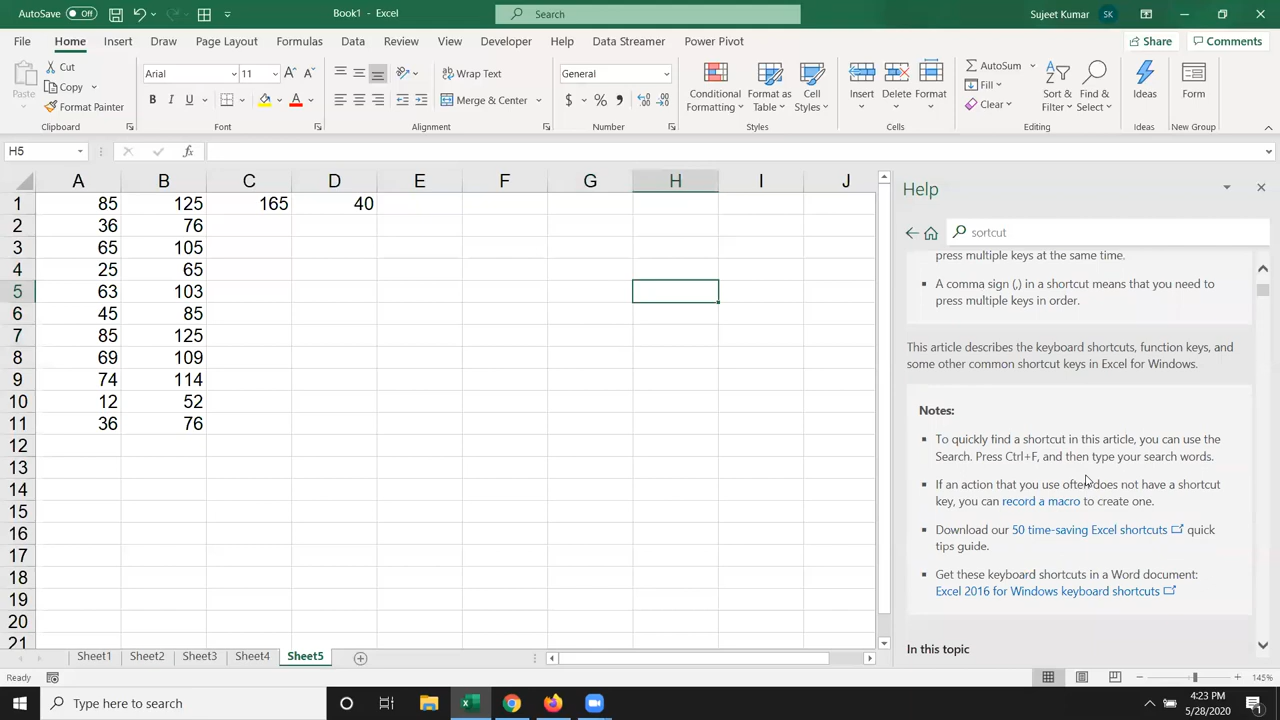 AutoSave Off Book1 - Excel Search Sujeet Kumar SK
File Home Insert Draw Page Layout Formulas Data Review View Developer Help Data Streamer Power Pivot Share Comments
Paste Cut Copy Format Painter Clipboard
Arial 11 A A B I U A Font
Wrap Text Merge & Center Alignment
General $ % , Number
Conditional Formatting Format as Table Cell Styles Styles
Insert Delete Format Cells
AutoSum Fill Clear Sort & Filter Find & Select Editing
Ideas Ideas
Form New Group
H5 fx
A B C D E F G H I J
1 85 125 165 40
2 36 76
3 65 105
4 25 65
5 63 103
6 45 85
7 85 125
8 69 109
9 74 114
10 12 52
11 36 76
12
13
14
15
16
17
18
19
20
21
Help
sortcut
press multiple keys at the same time.
A comma sign (,) in a shortcut means that you need to
press multiple keys in order.
This article describes the keyboard shortcuts, function keys, and
some other common shortcut keys in Excel for Windows.
Notes:
To quickly find a shortcut in this article, you can use the
Search. Press Ctrl+F, and then type your search words.
If an action that you use often does not have a shortcut
key, you can record a macro to create one.
Download our 50 time-saving Excel shortcuts quick
tips guide.
Get these keyboard shortcuts in a Word document:
Excel 2016 for Windows keyboard shortcuts
In this topic
Sheet1 Sheet2 Sheet3 Sheet4 Sheet5
Ready 145%
Type here to search
4:23 PM
5/28/2020